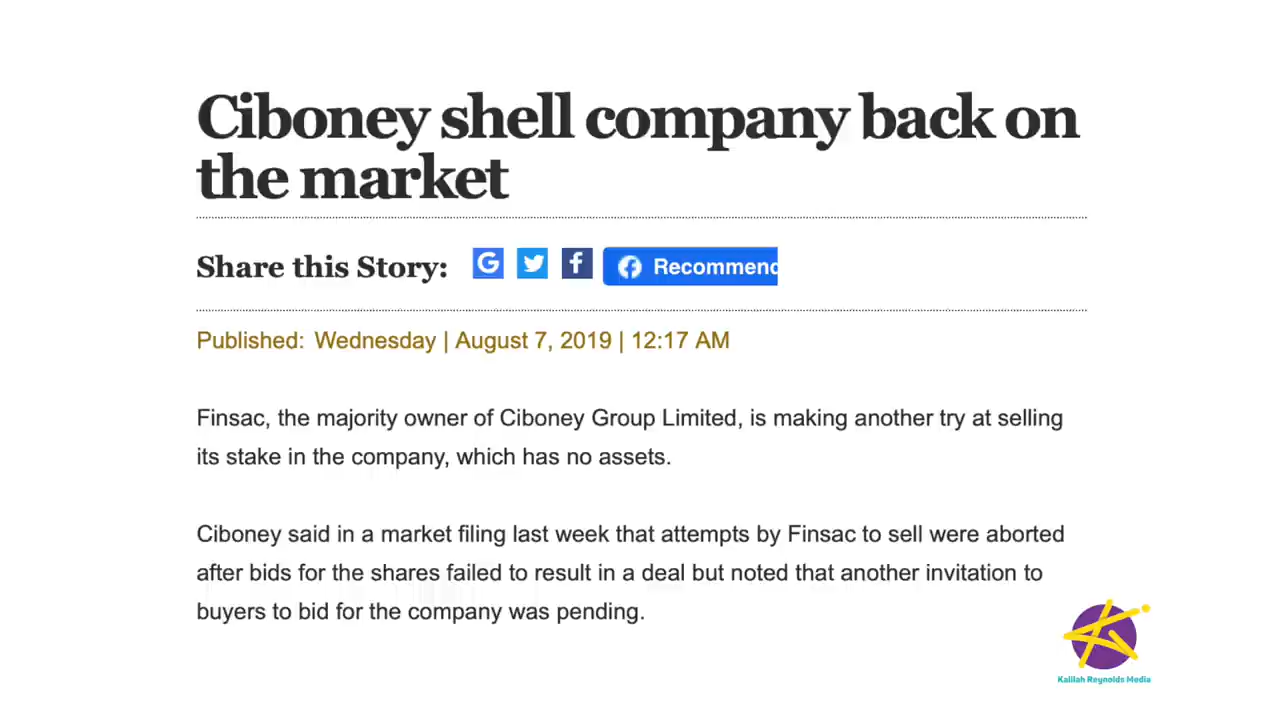 Ciboney shell company back on
the market
Share this Story:
Recommend
Published: Wednesday | August 7, 2019 | 12:17 AM
Finsac, the majority owner of Ciboney Group Limited, is making another try at selling
its stake in the company, which has no assets.
Ciboney said in a market filing last week that attempts by Finsac to sell were aborted
after bids for the shares failed to result in a deal but noted that another invitation to
buyers to bid for the company was pending.
Kalilah Reynolds Media